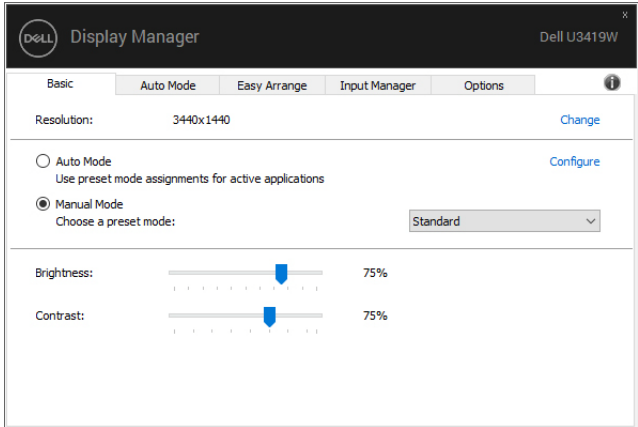 x
DELL Display Manager Dell U3419W
Basic Auto Mode Easy Arrange Input Manager Options i
Resolution: 3440x1440 Change
Auto Mode Configure
Use preset mode assignments for active applications
Manual Mode
Choose a preset mode: Standard
Brightness: 75%
Contrast: 75%